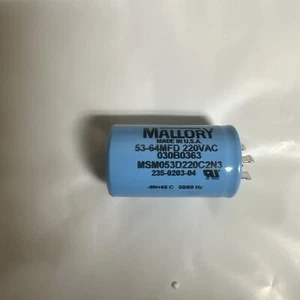 MALLORY
MADE IN U.S.A.
53-64MFD 220VAC
030B0363
MSM053D220C2N3
235-0203-04
-40/+65 C 50/60 Hz